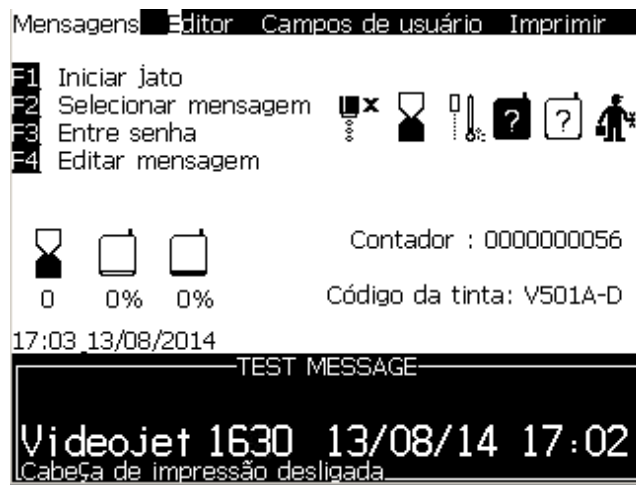 Mensagens Editor Campos de usuário Imprimir
F1 Iniciar jato
F2 Selecionar mensagem
F3 Entre senha
F4 Editar mensagem
x ? ?
Contador : 0000000056
0 0% 0%
Código da tinta: V501A-D
17:03 13/08/2014
TEST MESSAGE
Videojet 1630 13/08/14 17:02
Cabeça de impressão desligada